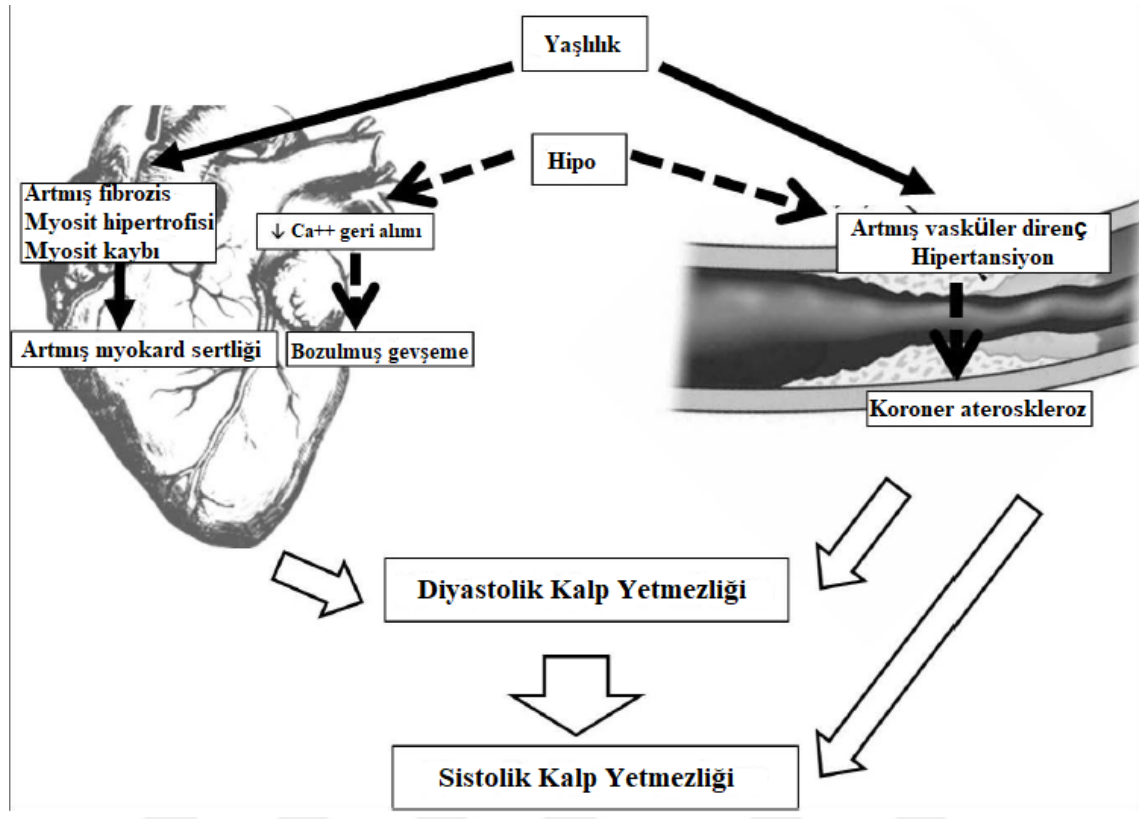 Yaşlılık
Hipo
Artmış fibrozis
Myosit hipertrofisi
Myosit kaybı
↓ Ca++ geri alımı
Artmış vasküler direnç
Hipertansiyon
Artmış myokard sertliği
Bozulmuş gevşeme
Koroner ateroskleroz
Diyastolik Kalp Yetmezliği
Sistolik Kalp Yetmezliği